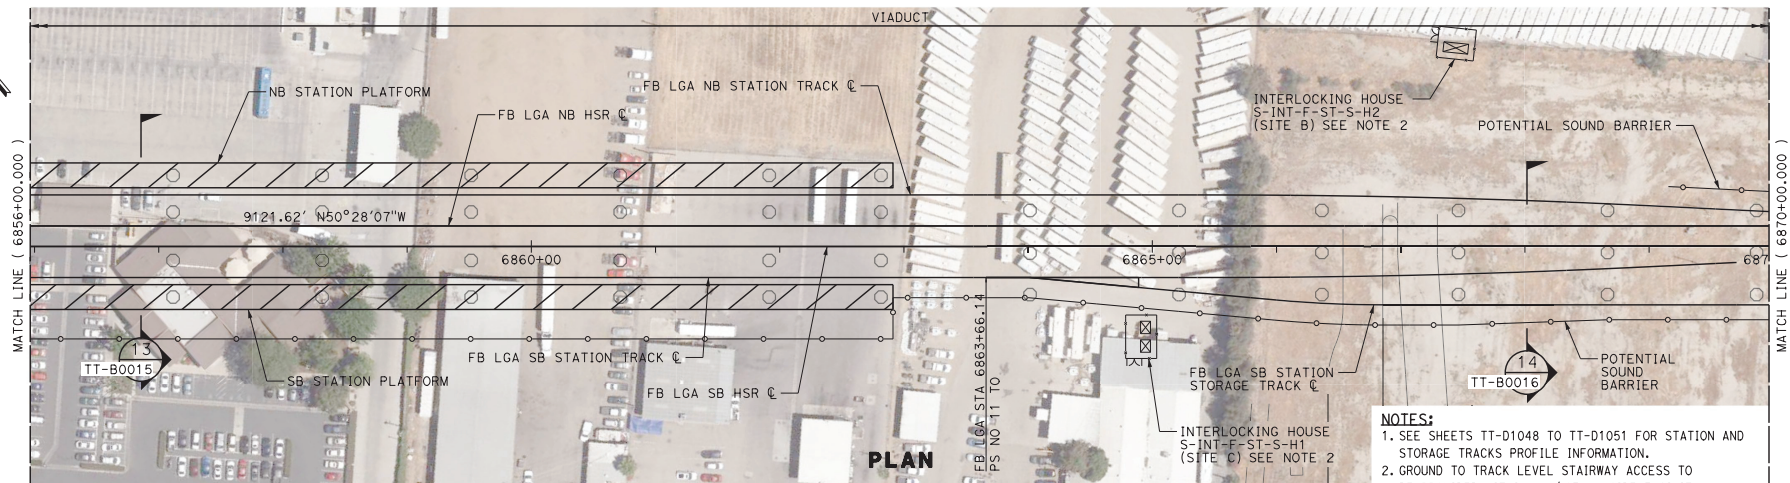 VIADUCT
NB STATION PLATFORM
FB LGA NB HSR ℄
FB LGA NB STATION TRACK ℄
INTERLOCKING HOUSE
S-INT-F-ST-S-H2
(SITE B) SEE NOTE 2
POTENTIAL SOUND BARRIER
MATCH LINE ( 6856+00.000 )
MATCH LINE ( 6870+00.000 )
9121.62' N50°28'07"W
6860+00
6865+00
687
13
TT-B0015
SB STATION PLATFORM
FB LGA SB STATION TRACK ℄
FB LGA SB HSR ℄
FB LGA STA 6863+66.14
PS NO 11 TO
INTERLOCKING HOUSE
S-INT-F-ST-S-H1
(SITE C) SEE NOTE 2
FB LGA SB STATION
STORAGE TRACK ℄
14
TT-B0016
POTENTIAL
SOUND
BARRIER
PLAN
NOTES:
1. SEE SHEETS TT-D1048 TO TT-D1051 FOR STATION AND
STORAGE TRACKS PROFILE INFORMATION.
2. GROUND TO TRACK LEVEL STAIRWAY ACCESS TO